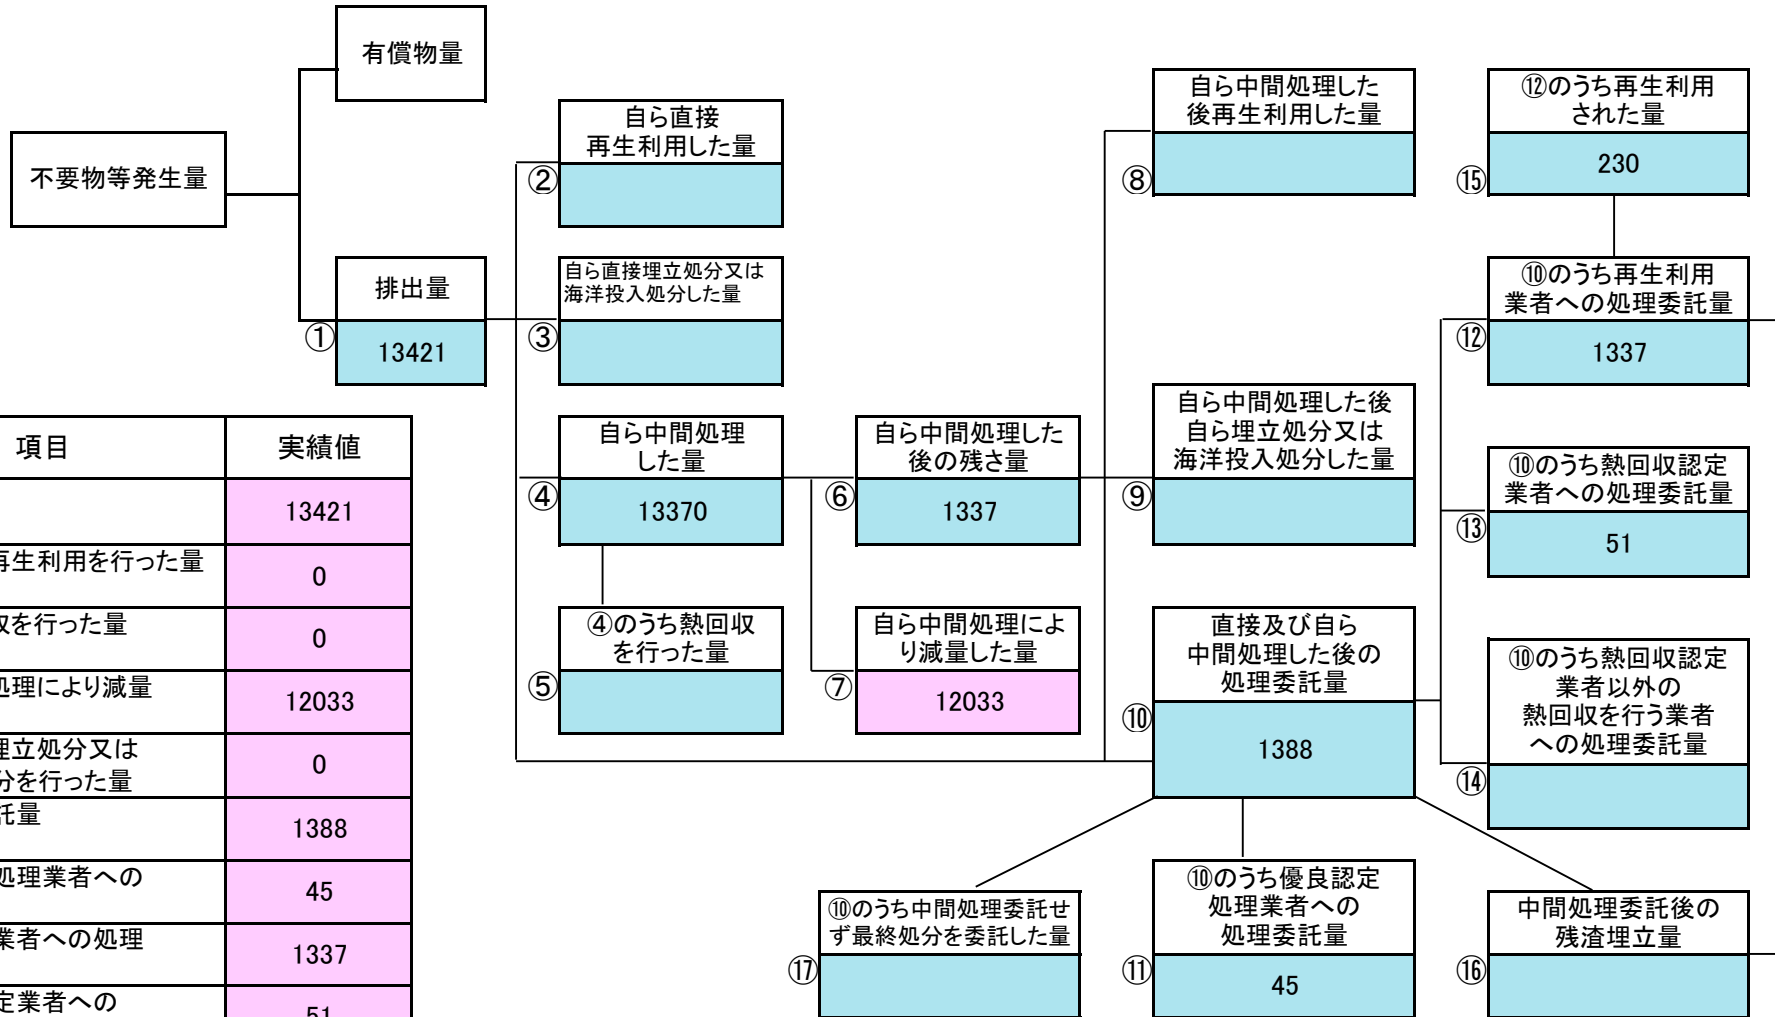 有償物量
不要物等発生量
排出量
①
13421
自ら直接
再生利用した量
②
自ら直接埋立処分又は
海洋投入処分した量
③
自ら中間処理
した量
④
13370
④のうち熱回収
を行った量
⑤
自ら中間処理した
後の残さ量
⑥
1337
自ら中間処理によ
り減量した量
⑦
12033
自ら中間処理した
後再生利用した量
⑧
自ら中間処理した後
自ら埋立処分又は
海洋投入処分した量
⑨
直接及び自ら
中間処理した後の
処理委託量
⑩
1388
⑫のうち再生利用
された量
⑮
230
⑩のうち再生利用
業者への処理委託量
⑫
1337
⑩のうち熱回収認定
業者への処理委託量
⑬
51
⑩のうち熱回収認定
業者以外の
熱回収を行う業者
への処理委託量
⑭
⑩のうち中間処理委託せ
ず最終処分を委託した量
⑰
⑩のうち優良認定
処理業者への
処理委託量
⑪
45
中間処理委託後の
残渣埋立量
⑯
項目
実績値
13421
再生利用を行った量
0
収を行った量
0
処理により減量
12033
埋立処分又は
分を行った量
0
託量
1388
処理業者への
45
業者への処理
1337
定業者への
51